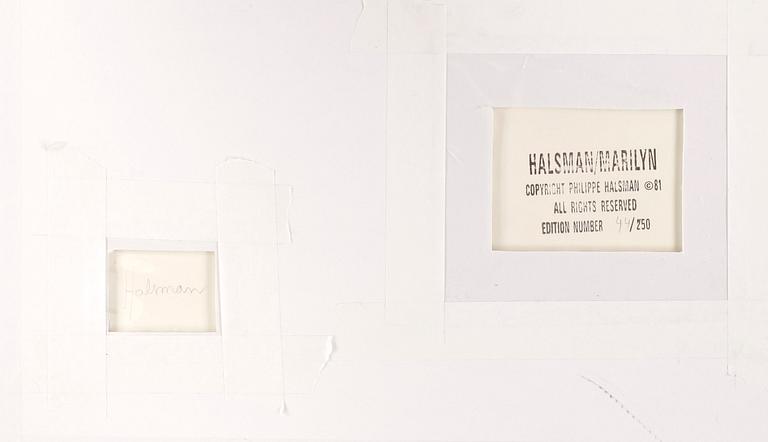 HALSMAN/MARILYN
COPYRIGHT PHILIPPE HALSMAN ©81
ALL RIGHTS RESERVED
EDITION NUMBER 44/250
Halsman